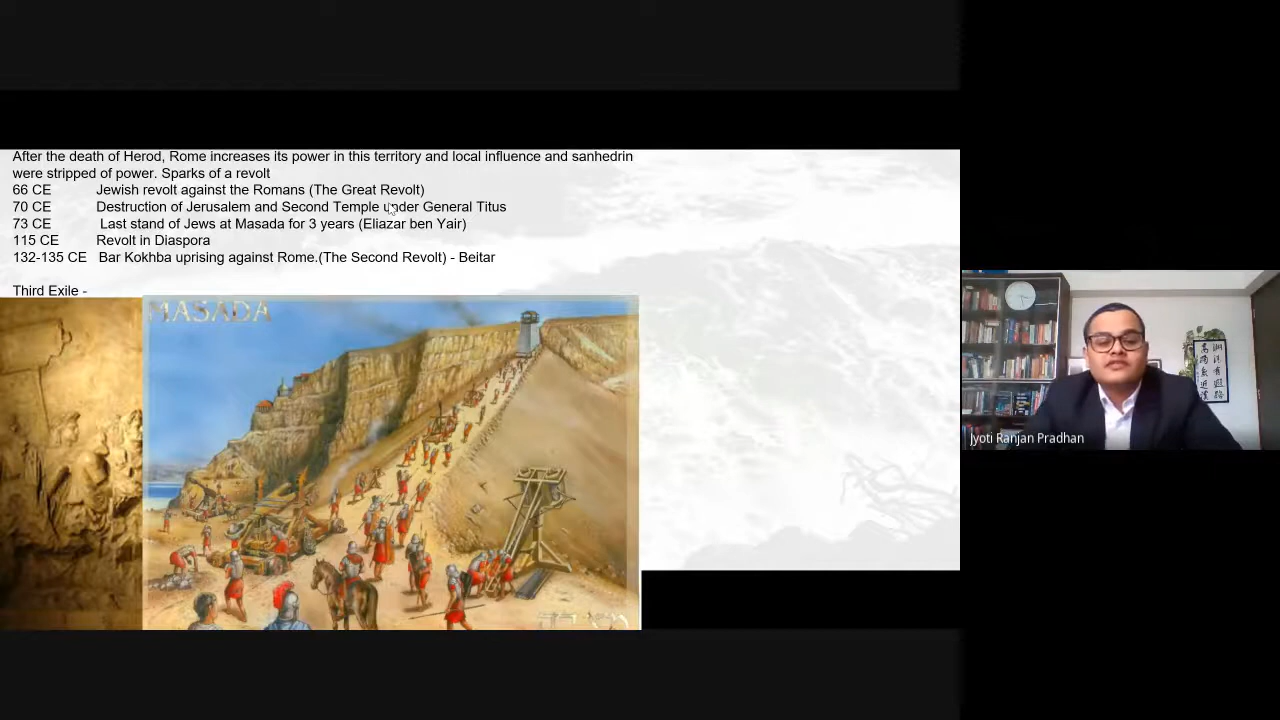 After the death of Herod, Rome increases its power in this territory and local influence and sanhedrin
were stripped of power. Sparks of a revolt
66 CE Jewish revolt against the Romans (The Great Revolt)
70 CE Destruction of Jerusalem and Second Temple under General Titus
73 CE Last stand of Jews at Masada for 3 years (Eliazar ben Yair)
115 CE Revolt in Diaspora
132-135 CE Bar Kokhba uprising against Rome.(The Second Revolt) - Beitar
Third Exile -
MASADA
Jyoti Ranjan Pradhan